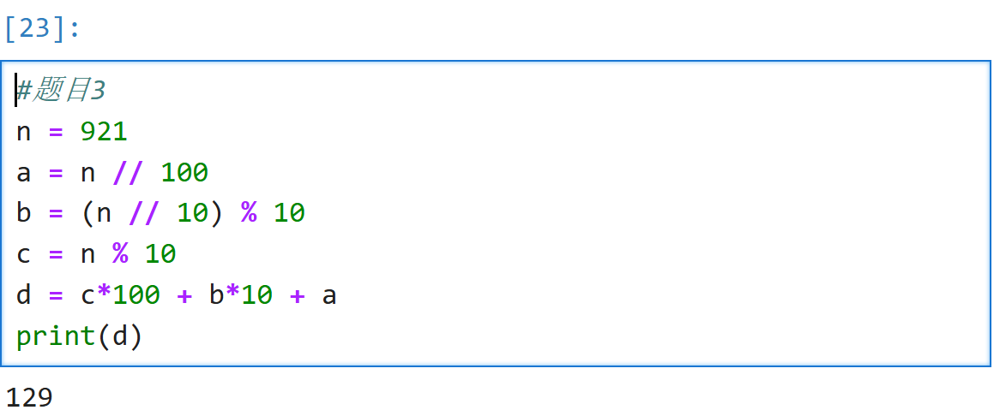 [23]:
#题目3
n = 921
a = n // 100
b = (n // 10) % 10
c = n % 10
d = c*100 + b*10 + a
print(d)
129